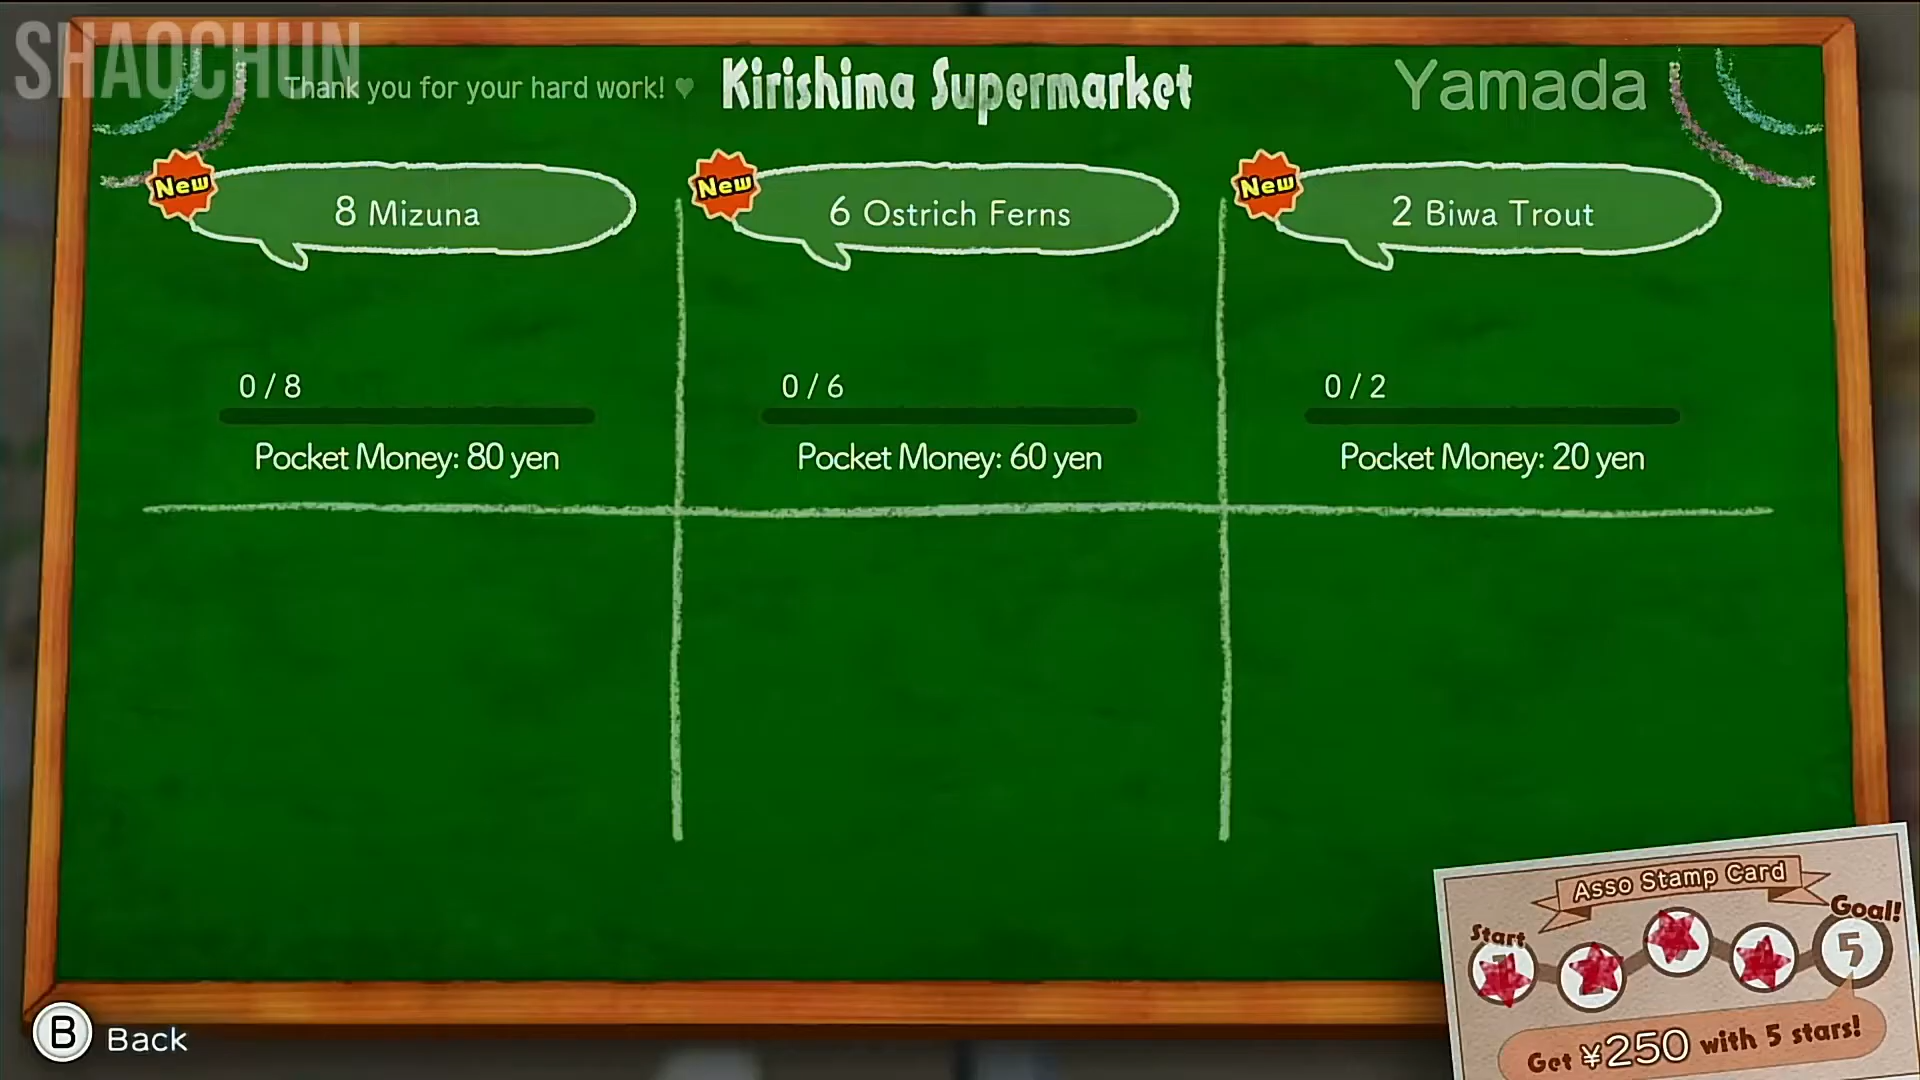 SHAOCHUN
Thank you for your hard work! ♥
Kirishima Supermarket
Yamada
New
8 Mizuna
New
6 Ostrich Ferns
New
2 Biwa Trout
0 / 8
0 / 6
0 / 2
Pocket Money: 80 yen
Pocket Money: 60 yen
Pocket Money: 20 yen
Asso Stamp Card
Start
Goal!
5
Get ¥250 with 5 stars!
B Back